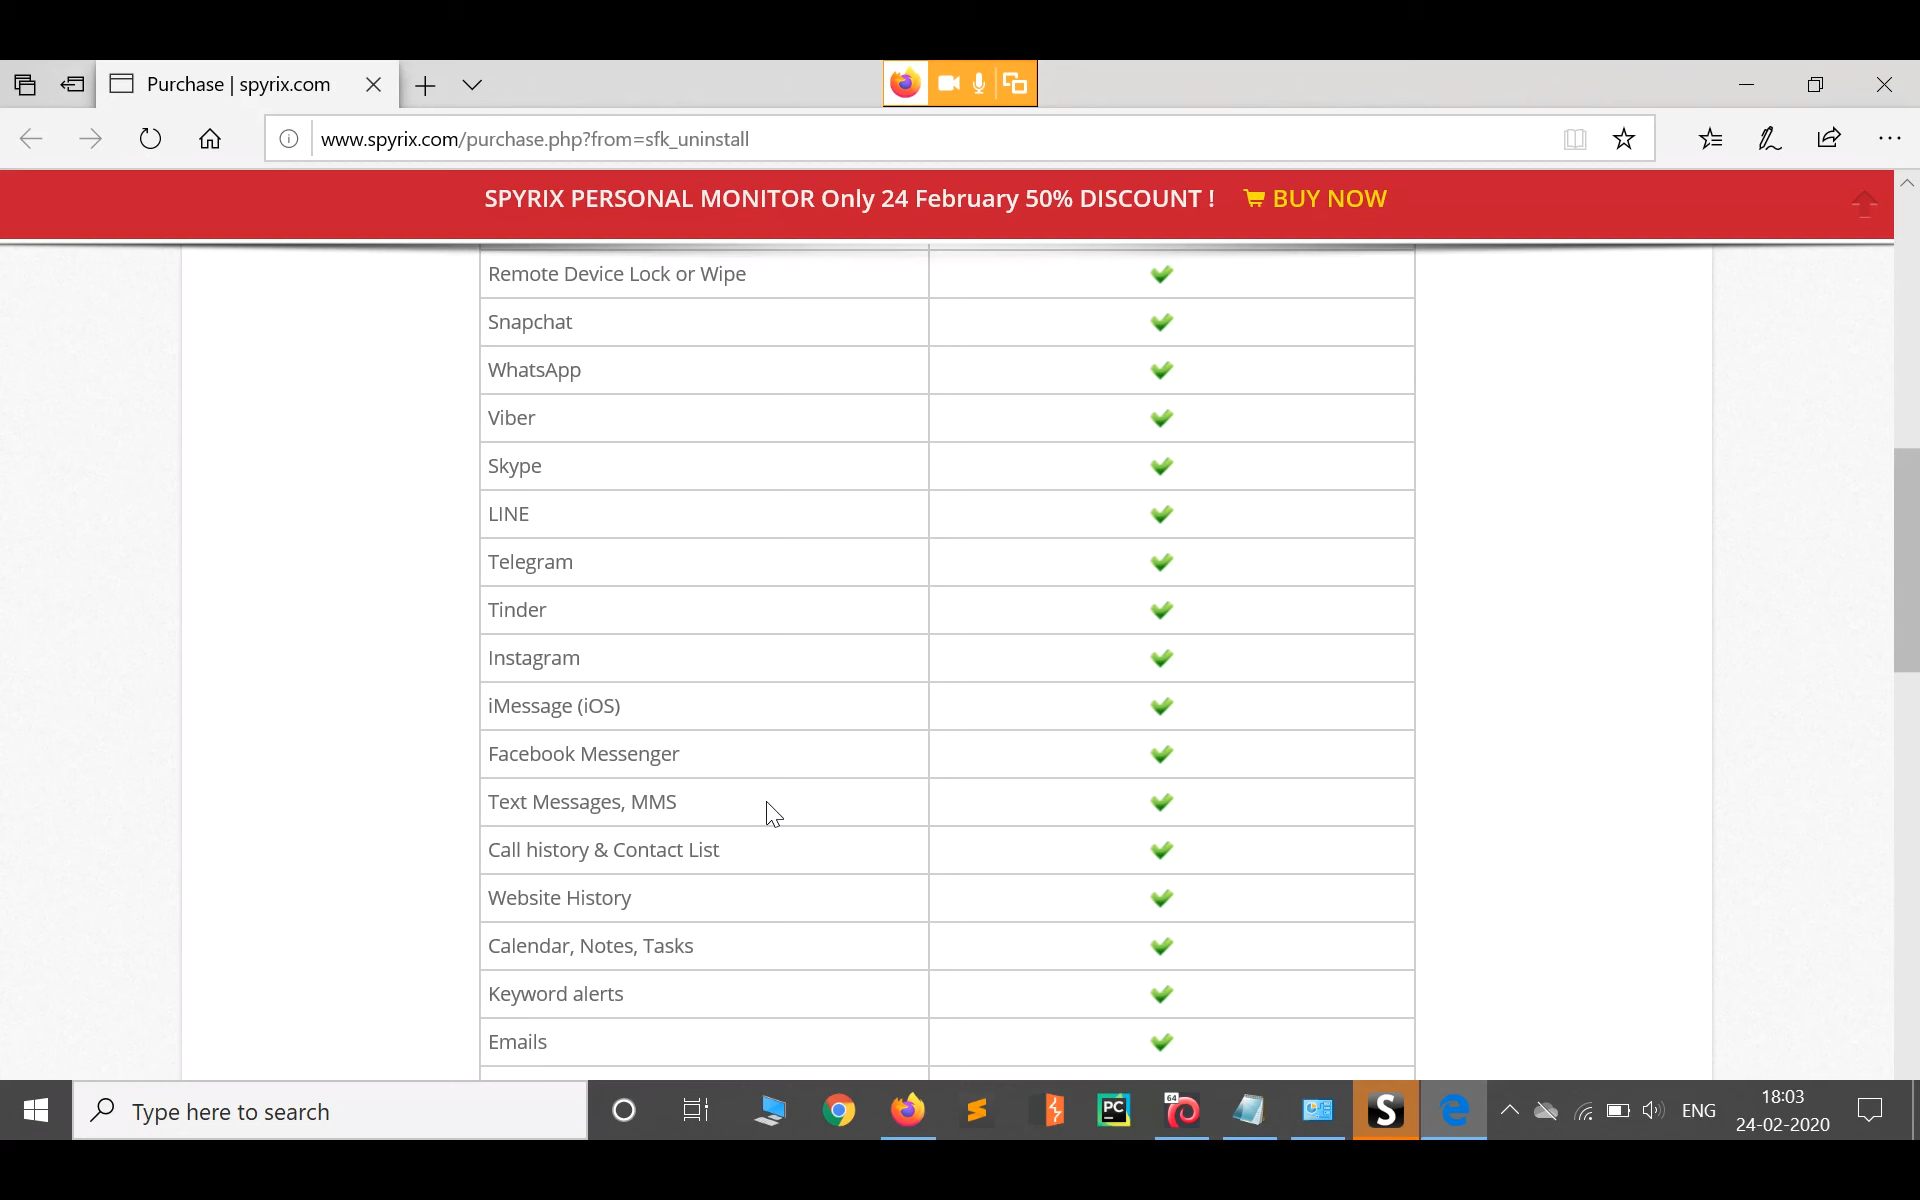 Purchase | spyrix.com
www.spyrix.com/purchase.php?from=sfk_uninstall
SPYRIX PERSONAL MONITOR Only 24 February 50% DISCOUNT ! BUY NOW
Remote Device Lock or Wipe
Snapchat
WhatsApp
Viber
Skype
LINE
Telegram
Tinder
Instagram
iMessage (iOS)
Facebook Messenger
Text Messages, MMS
Call history & Contact List
Website History
Calendar, Notes, Tasks
Keyword alerts
Emails
Type here to search
PC
64
S
ENG
18:03
24-02-2020